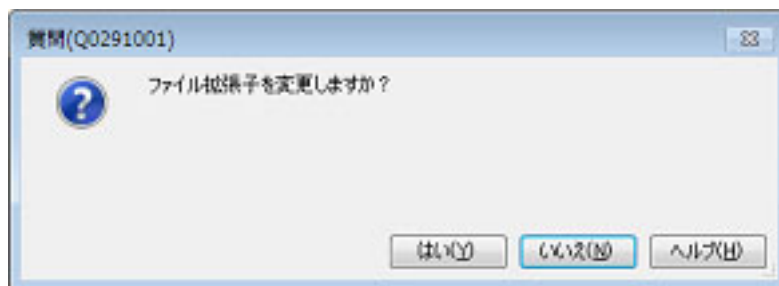 質問(Q0291001)
ファイル拡張子を変更しますか？
はい(Y)
いいえ(N)
ヘルプ(H)